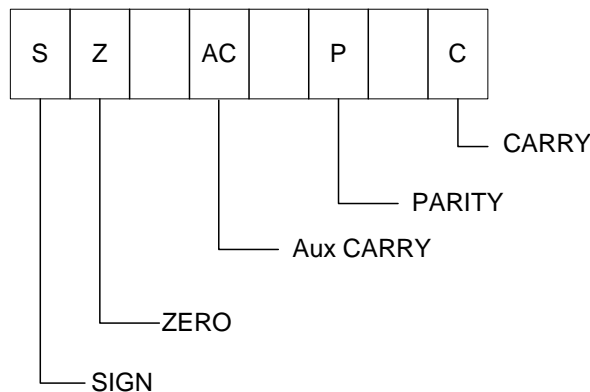 S Z AC P C
CARRY
PARITY
Aux CARRY
ZERO
SIGN